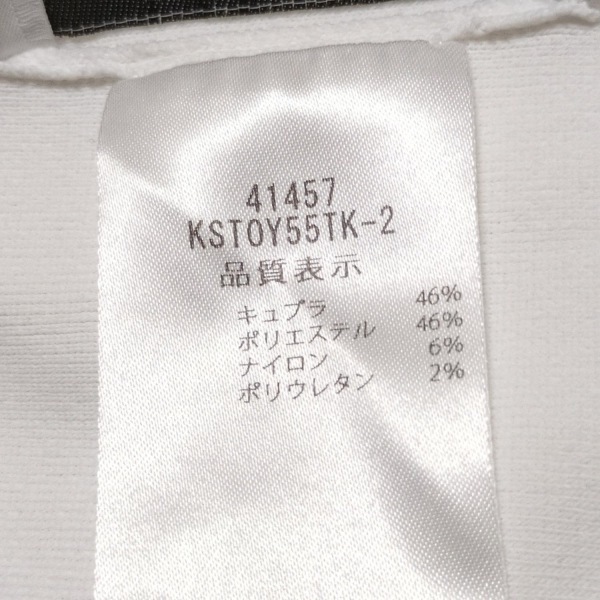 41457
KSTOY55TK-2
品質表示
キュプラ 46%
ポリエステル 46%
ナイロン 6%
ポリウレタン 2%